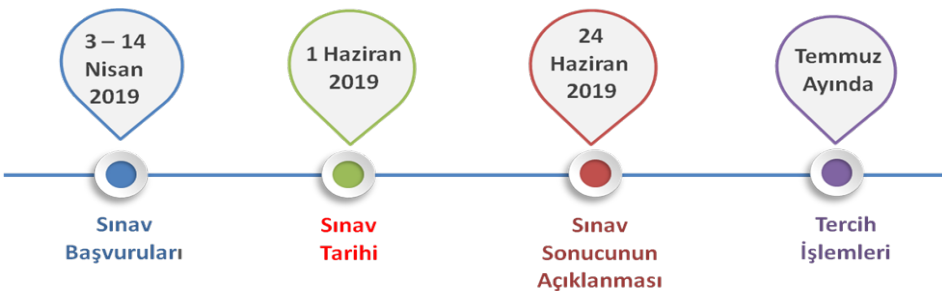 3 – 14
Nisan
2019
1 Haziran
2019
24
Haziran
2019
Temmuz
Ayında
Sınav
Başvuruları
Sınav
Tarihi
Sınav
Sonucunun
Açıklanması
Tercih
İşlemleri